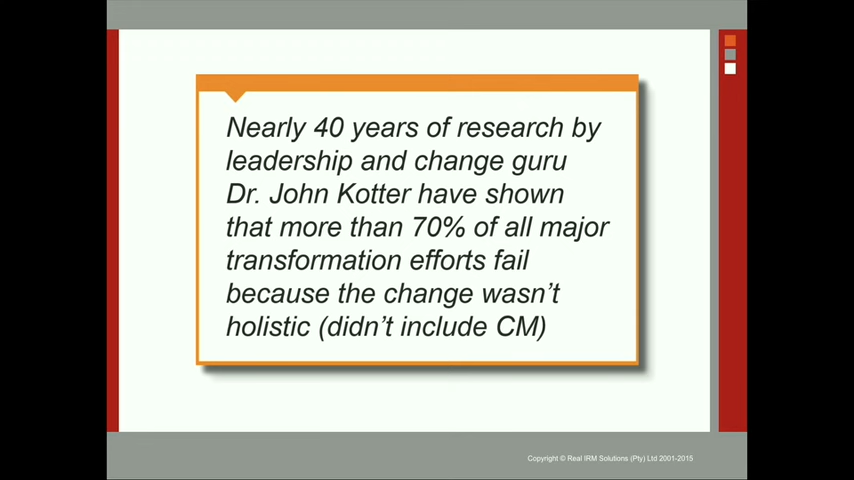 Nearly 40 years of research by
leadership and change guru
Dr. John Kotter have shown
that more than 70% of all major
transformation efforts fail
because the change wasn’t
holistic (didn’t include CM)
Copyright © Real IRM Solutions (Pty) Ltd 2001-2015